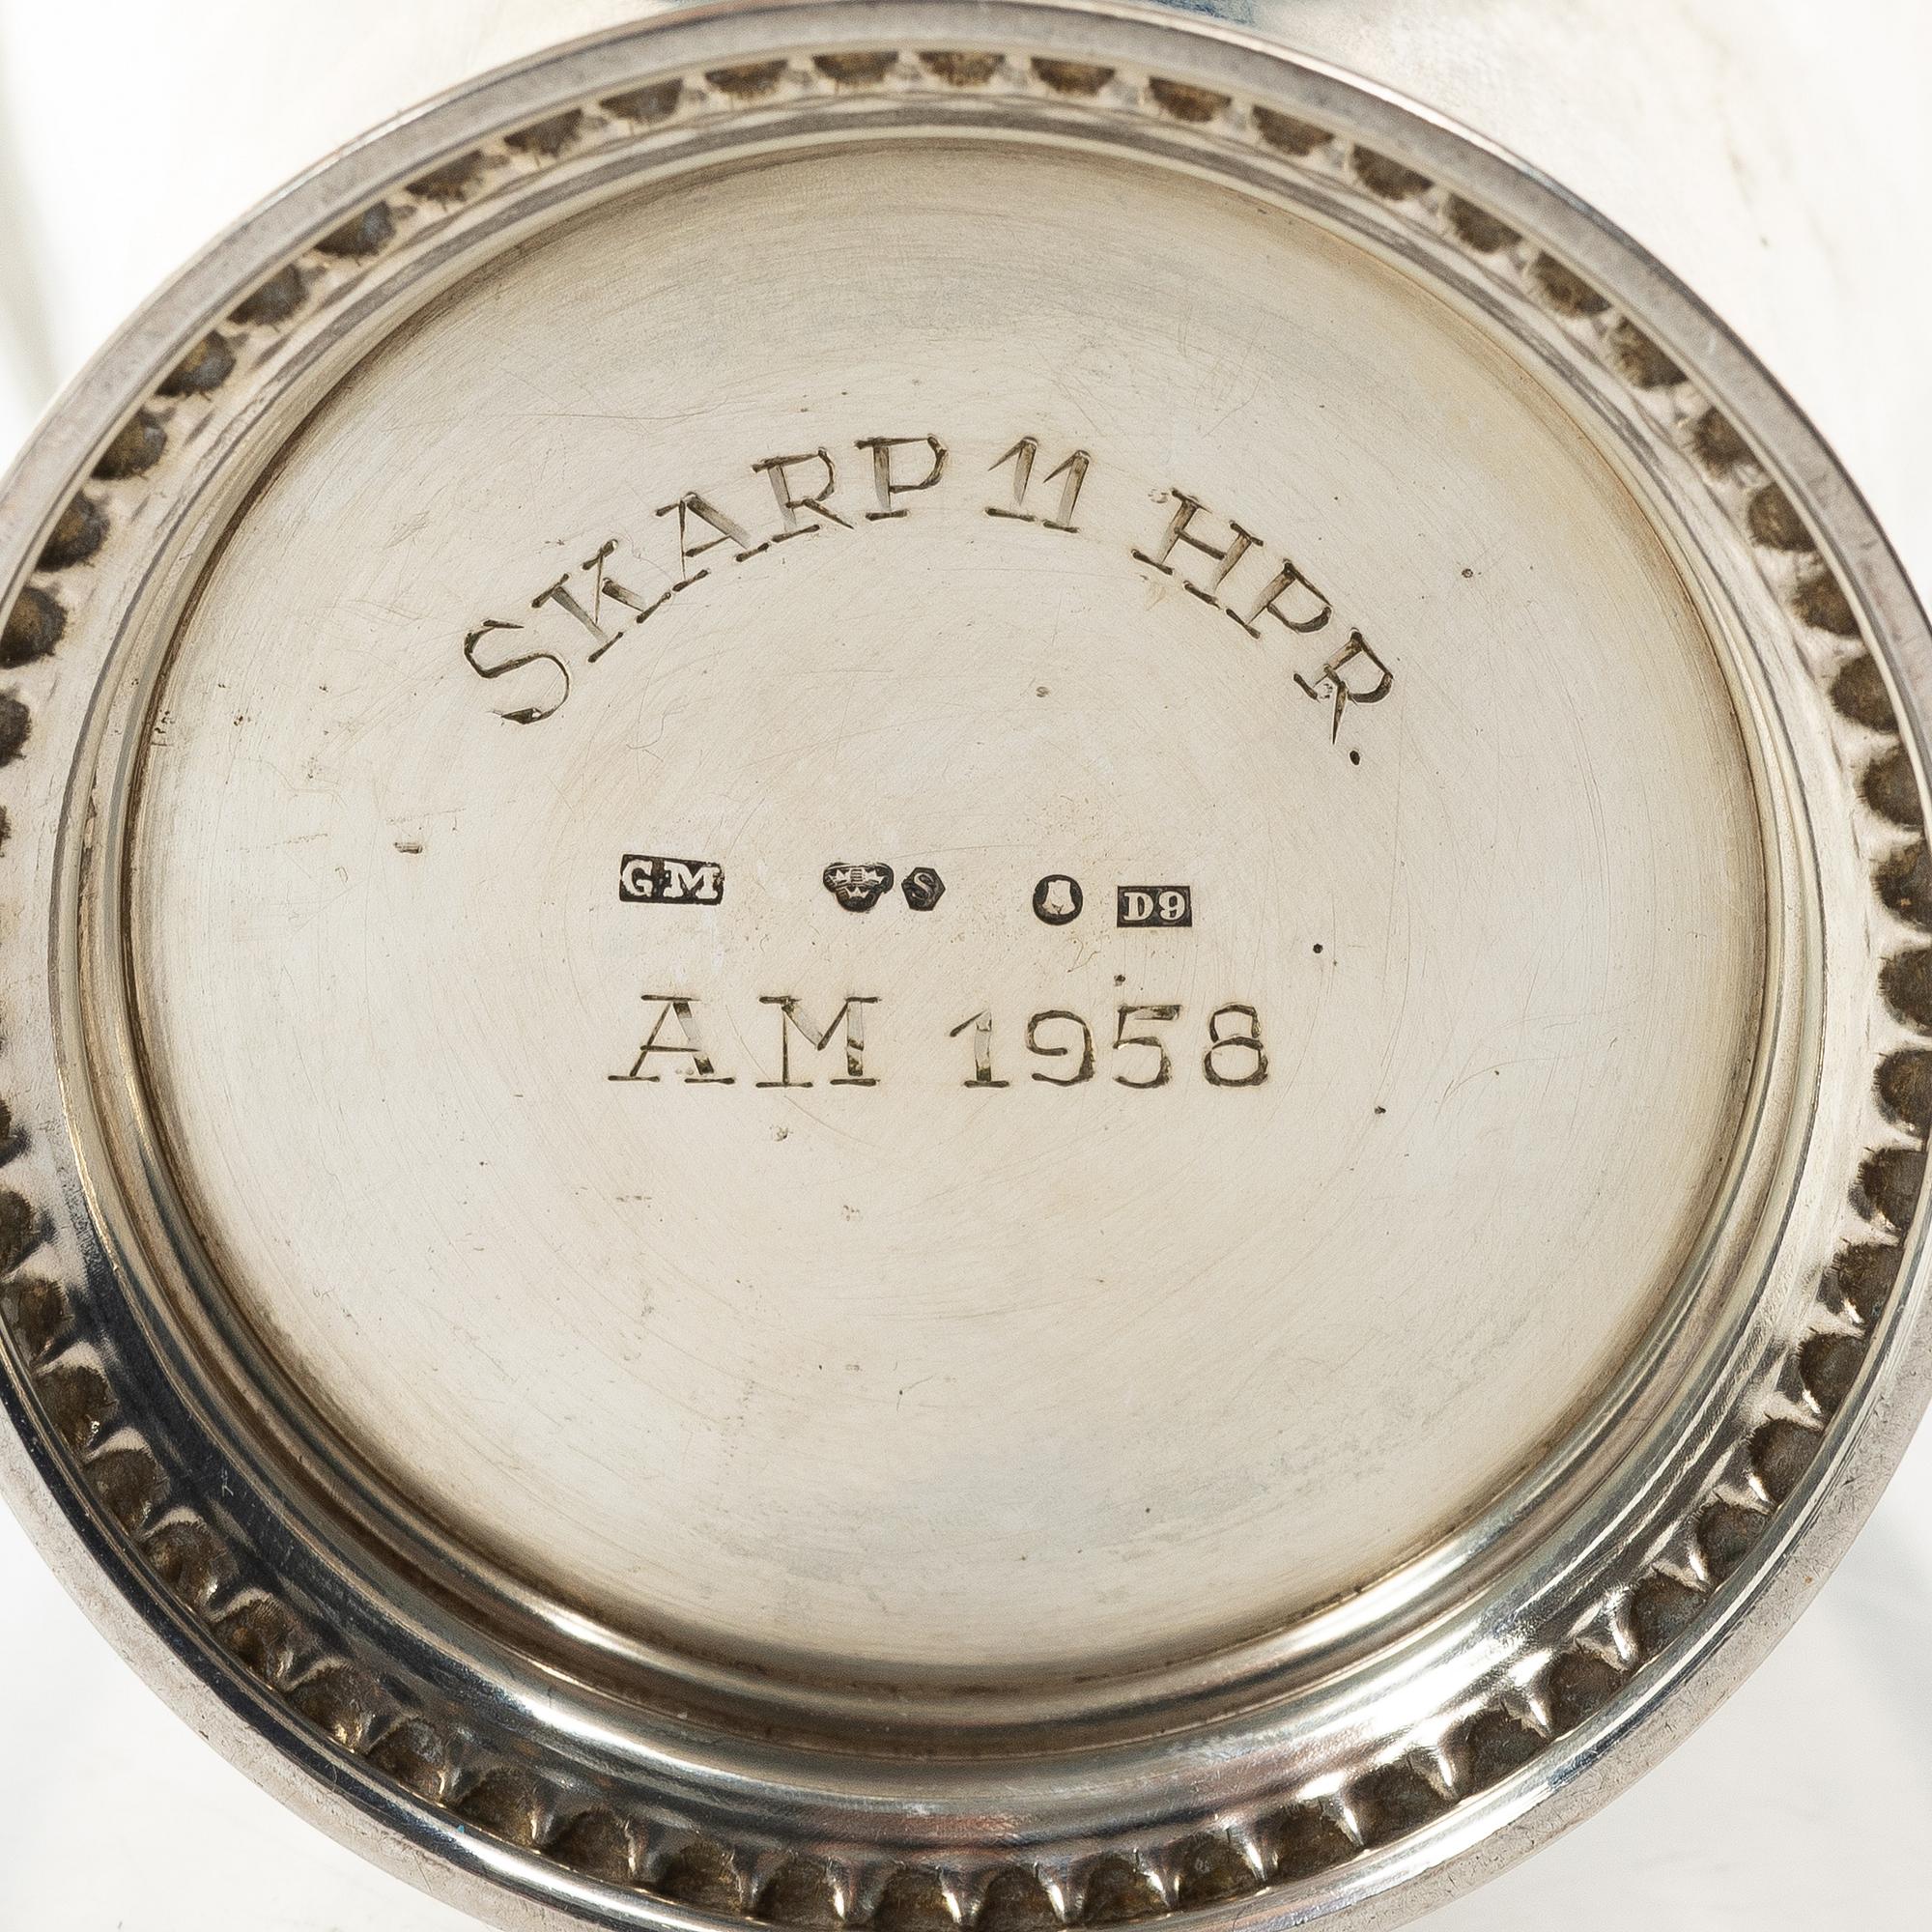 SKARP 11 HPR.
GM S D9
AM 1958